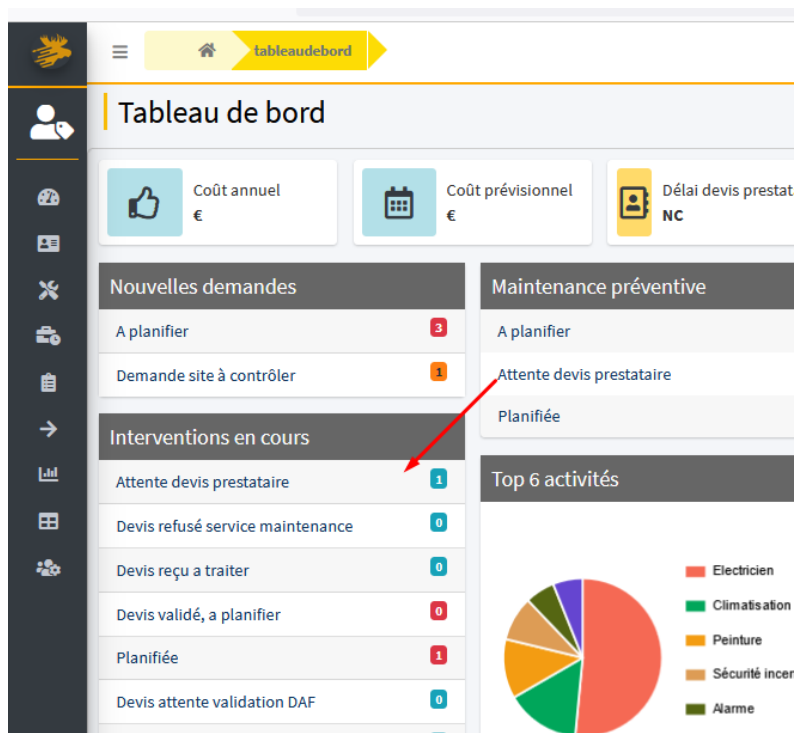 tableaudebord
Tableau de bord
Coût annuel
€
Coût prévisionnel
€
Délai devis prestat
NC
Nouvelles demandes
A planifier 3
Demande site à contrôler 1
Interventions en cours
Attente devis prestataire 1
Devis refusé service maintenance 0
Devis reçu a traiter 0
Devis validé, a planifier 0
Planifiée 1
Devis attente validation DAF 0
Maintenance préventive
A planifier
Attente devis prestataire
Planifiée
Top 6 activités
Electricien
Climatisation
Peinture
Sécurité incen
Alarme